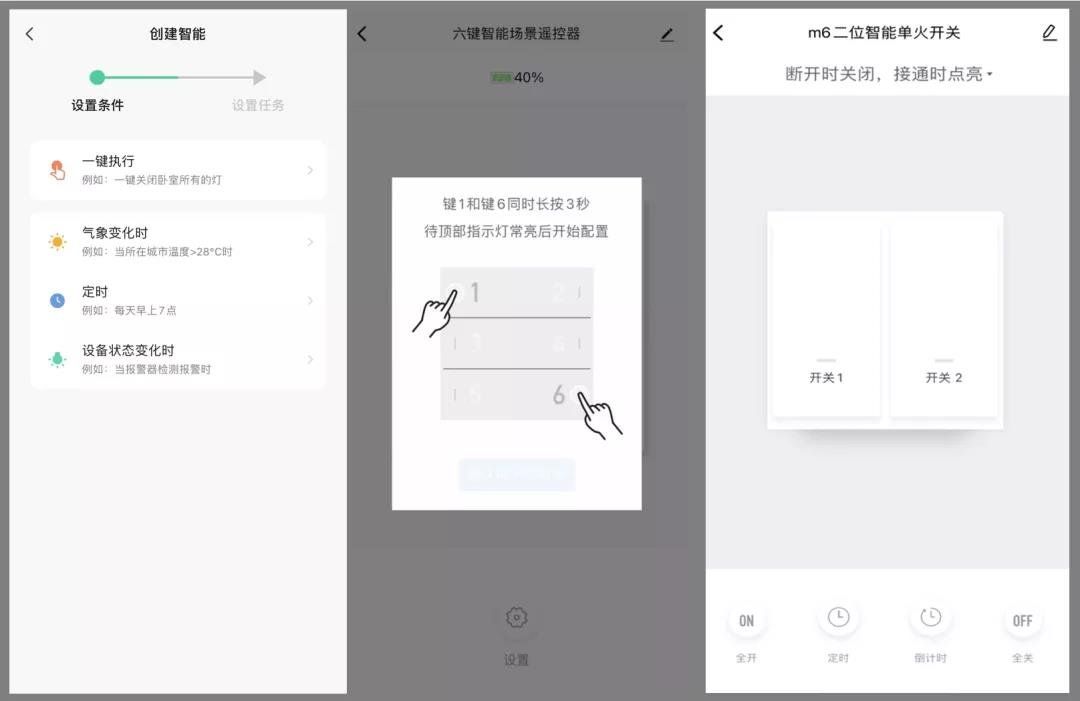 创建智能
设置条件
设置任务
一键执行
例如：一键关闭卧室所有的灯
气象变化时
例如：当所在城市温度>28°C时
定时
例如：每天早上7点
设备状态变化时
例如：当报警器检测报警时
六键智能场景遥控器
40%
键1和键6同时长按3秒
待顶部指示灯常亮后开始配置
1 2
3 4
5 6
设置
m6二位智能单火开关
断开时关闭，接通时点亮
开关1 开关 2
ON OFF
全开 定时 倒计时 全关